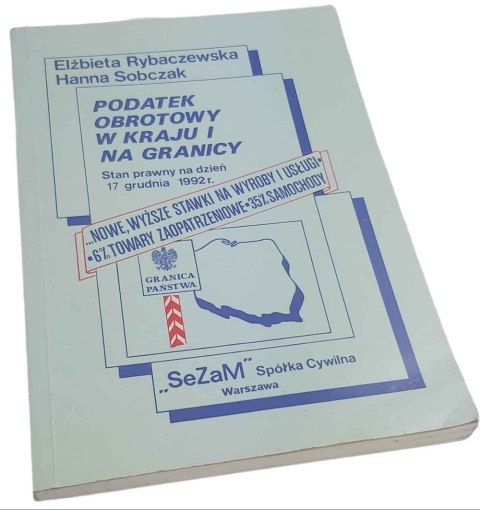 Elżbieta Rybaczewska
Hanna Sobczak
PODATEK
OBROTOWY
W KRAJU I
NA GRANICY
Stan prawny na dzień
17 grudnia 1992 r.
...NOWE, WYŻSZE STAWKI NA WYROBY I USŁUGI•
•6% TOWARY ZAOPATRZENIOWE•35% SAMOCHODY
GRANICA
PAŃSTWA
„SeZaM" Spółka Cywilna
Warszawa